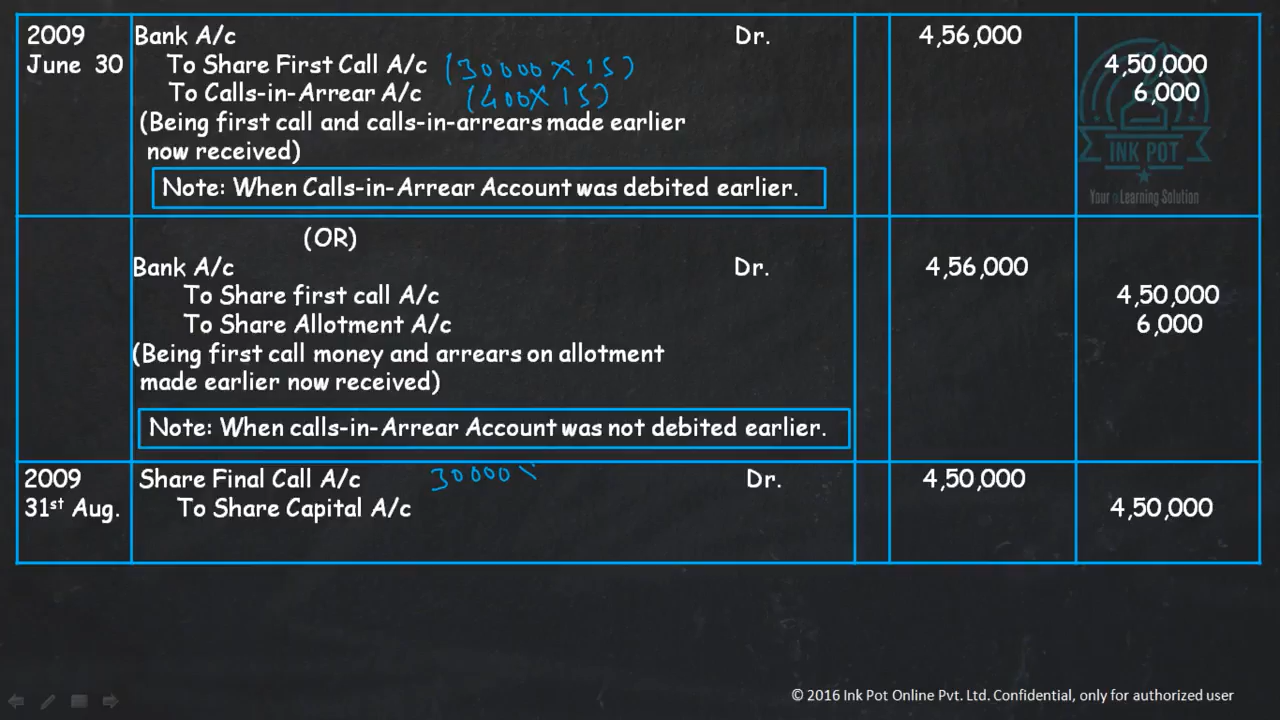 2009 Bank A/c Dr. 4,56,000
June 30 To Share First Call A/c (30000 X 15) 4,50,000
To Calls-in-Arrear A/c (400 X 15) 6,000
(Being first call and calls-in-arrears made earlier
now received)
INK POT
Note: When Calls-in-Arrear Account was debited earlier.
Your e Learning Solution
(OR)
Bank A/c Dr. 4,56,000
To Share first call A/c 4,50,000
To Share Allotment A/c 6,000
(Being first call money and arrears on allotment
made earlier now received)
Note: When calls-in-Arrear Account was not debited earlier.
2009 Share Final Call A/c 30000 Dr. 4,50,000
31st Aug. To Share Capital A/c 4,50,000
© 2016 Ink Pot Online Pvt. Ltd. Confidential, only for authorized user